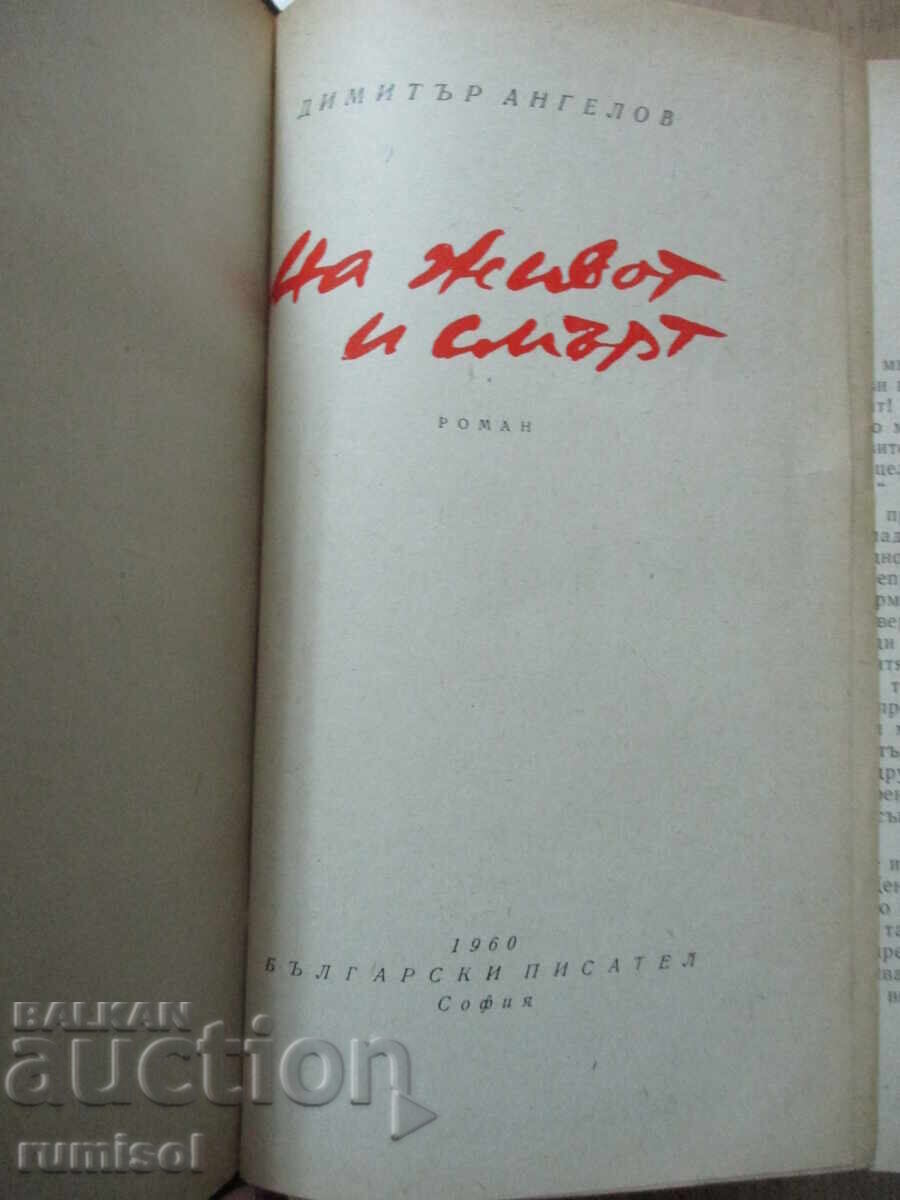 ДИМИТЪР АНГЕЛОВ
На живот
и смърт
РОМАН
1960
БЪЛГАРСКИ ПИСАТЕЛ
София
BALKAN
auction
rumisol